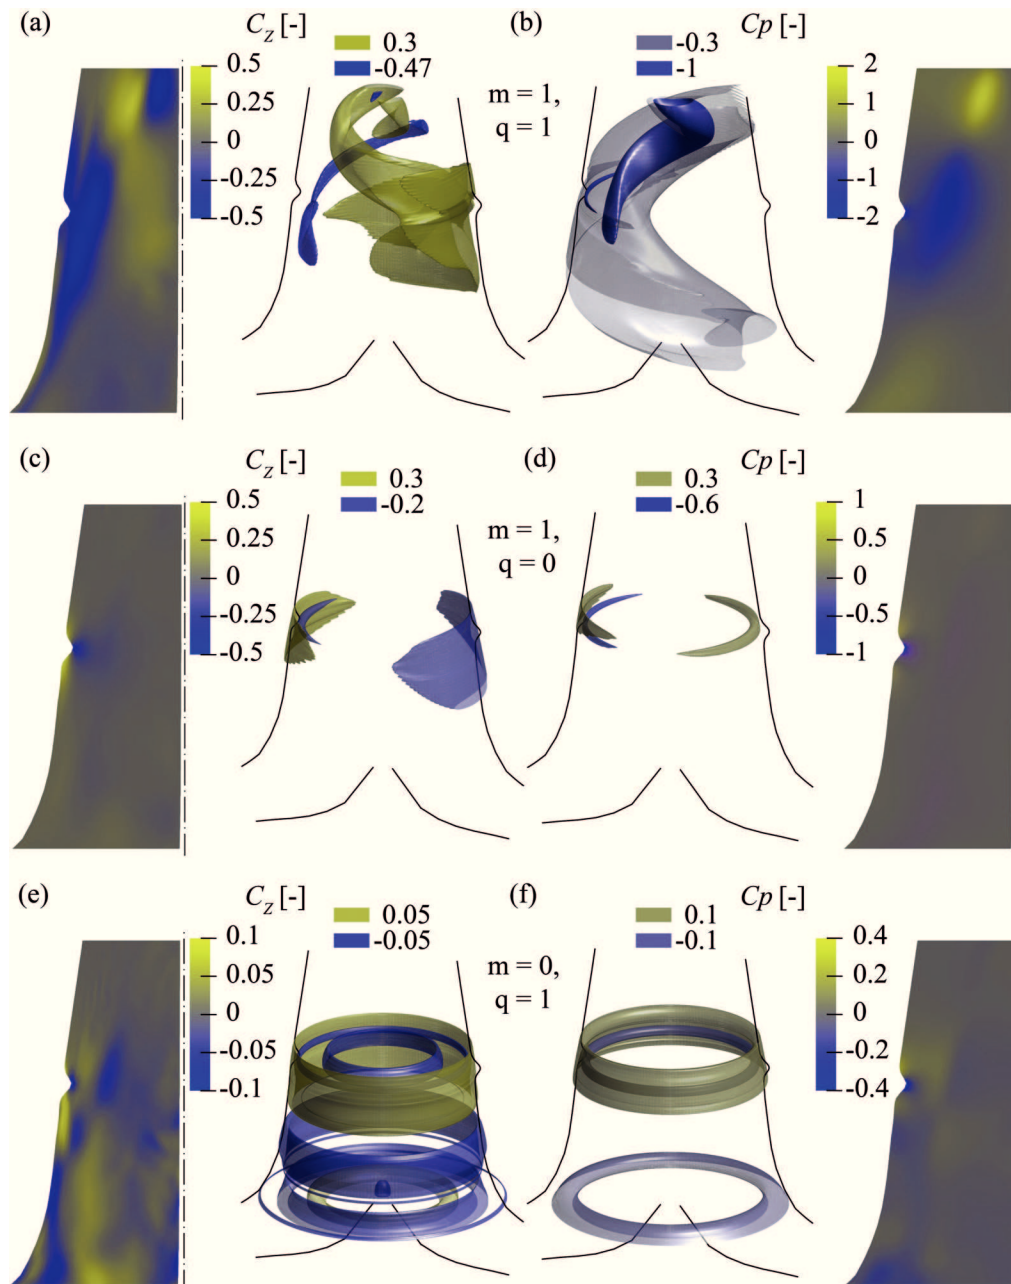 (a) C_z [-] 0.3 (b) -0.3 Cp [-]
-0.47 -1
0.5 2
0.25 m = 1, 1
0 q = 1 0
-0.25 -1
-0.5 -2
(c) C_z [-] 0.3 (d) 0.3 Cp [-]
-0.2 -0.6
0.5 1
0.25 m = 1, 0.5
0 q = 0 0
-0.25 -0.5
-0.5 -1
(e) C_z [-] 0.05 (f) 0.1 Cp [-]
-0.05 -0.1
0.1 0.4
0.05 m = 0, 0.2
0 q = 1 0
-0.05 -0.2
-0.1 -0.4